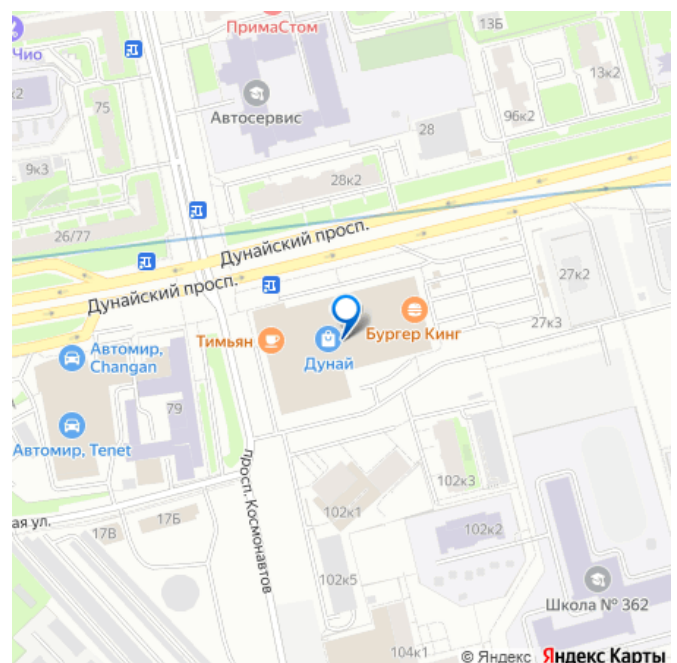 ПримаСтом
13Б
Чио
к2
75
Автосервис
13к2
96к2
28
9к3
28к2
26/77
Дунайский просп.
Дунайский просп.
27к2
27к3
Тимьян
Бургер Кинг
Дунай
Автомир,
Changan
79
Автомир, Tenet
просп. Космонавтов
ая ул.
17В
17Б
102к1
102к3
102к2
102к5
Школа № 362
104к1
© Яндекс Яндекс Карты